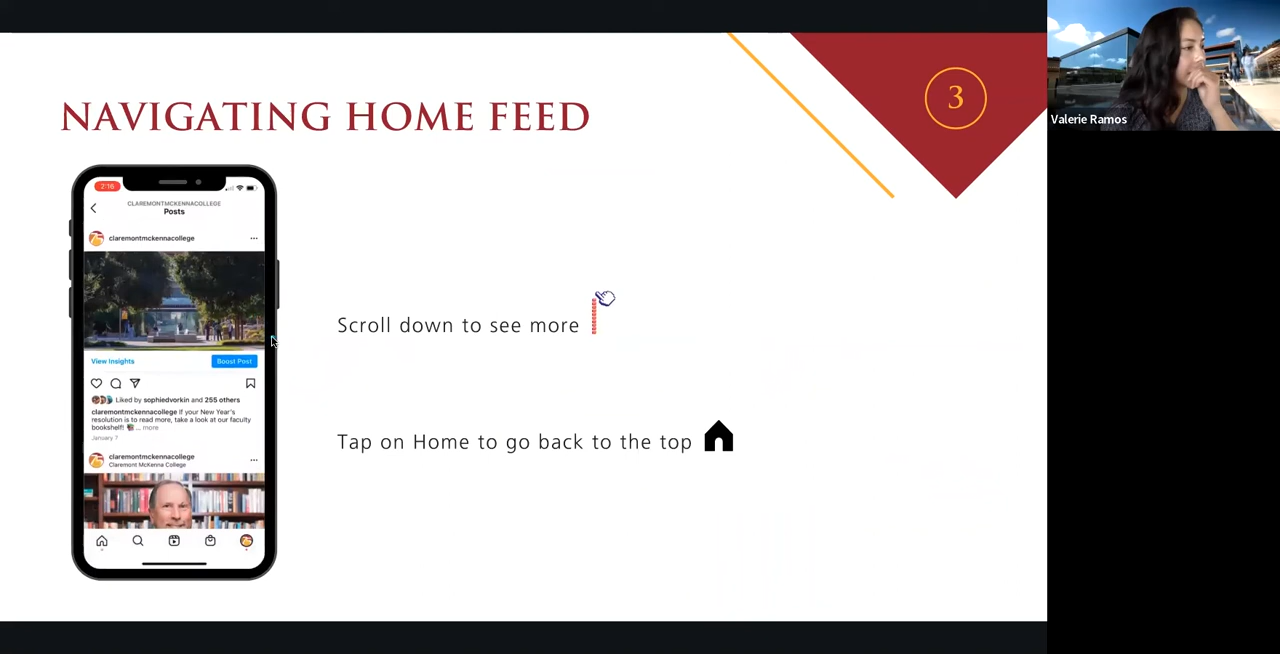 NAVIGATING HOME FEED
3
Valerie Ramos
2:16
CLAREMONTMCKENNACOLLEGE
Posts
claremontmckennacollege
View Insights
Boost Post
Liked by sophiedvorkin and 255 others
claremontmckennacollege If your New Year's
resolution is to read more, take a look at our faculty
bookshelf! 📚 ... more
January 7
claremontmckennacollege
Claremont McKenna College
Scroll down to see more
Tap on Home to go back to the top